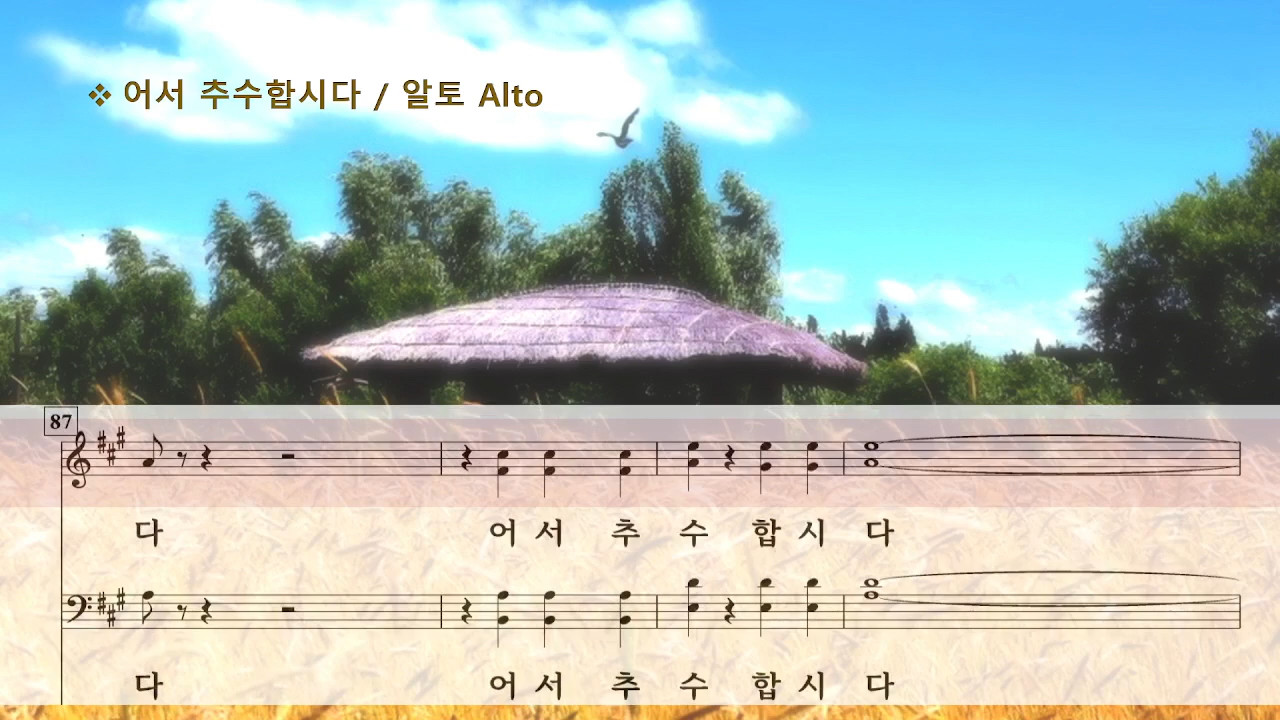 ❖ 어서 추수합시다 / 알토 Alto
87
다 어서 추 수 합 시 다
다 어서 추 수 합 시 다